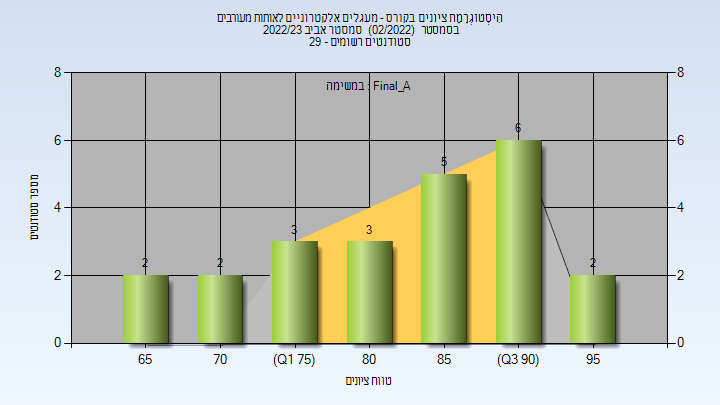 הִיסְטוֹגְרָמַת ציונים בקורס - מעגלים אלקטרוניים לאותות מעורבים
בסמסטר (02/2022) סמסטר אביב 2022/23
סטודנטים רשומים - 29
במשימה : Final_A
8 8
6 6
4 4
2 2
0 0
מספר סטודנטים
2 2 3 3 5 6 2
65 70 (Q1 75) 80 85 (Q3 90) 95
טווח ציונים